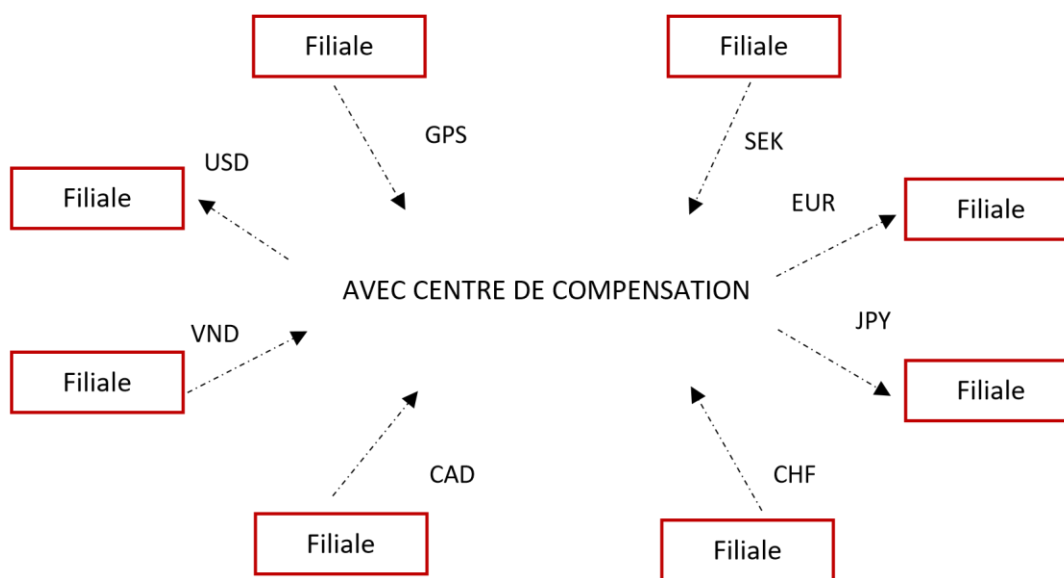 Filiale
Filiale
GPS
SEK
USD
Filiale
EUR
Filiale
AVEC CENTRE DE COMPENSATION
VND
JPY
Filiale
Filiale
CAD
CHF
Filiale
Filiale